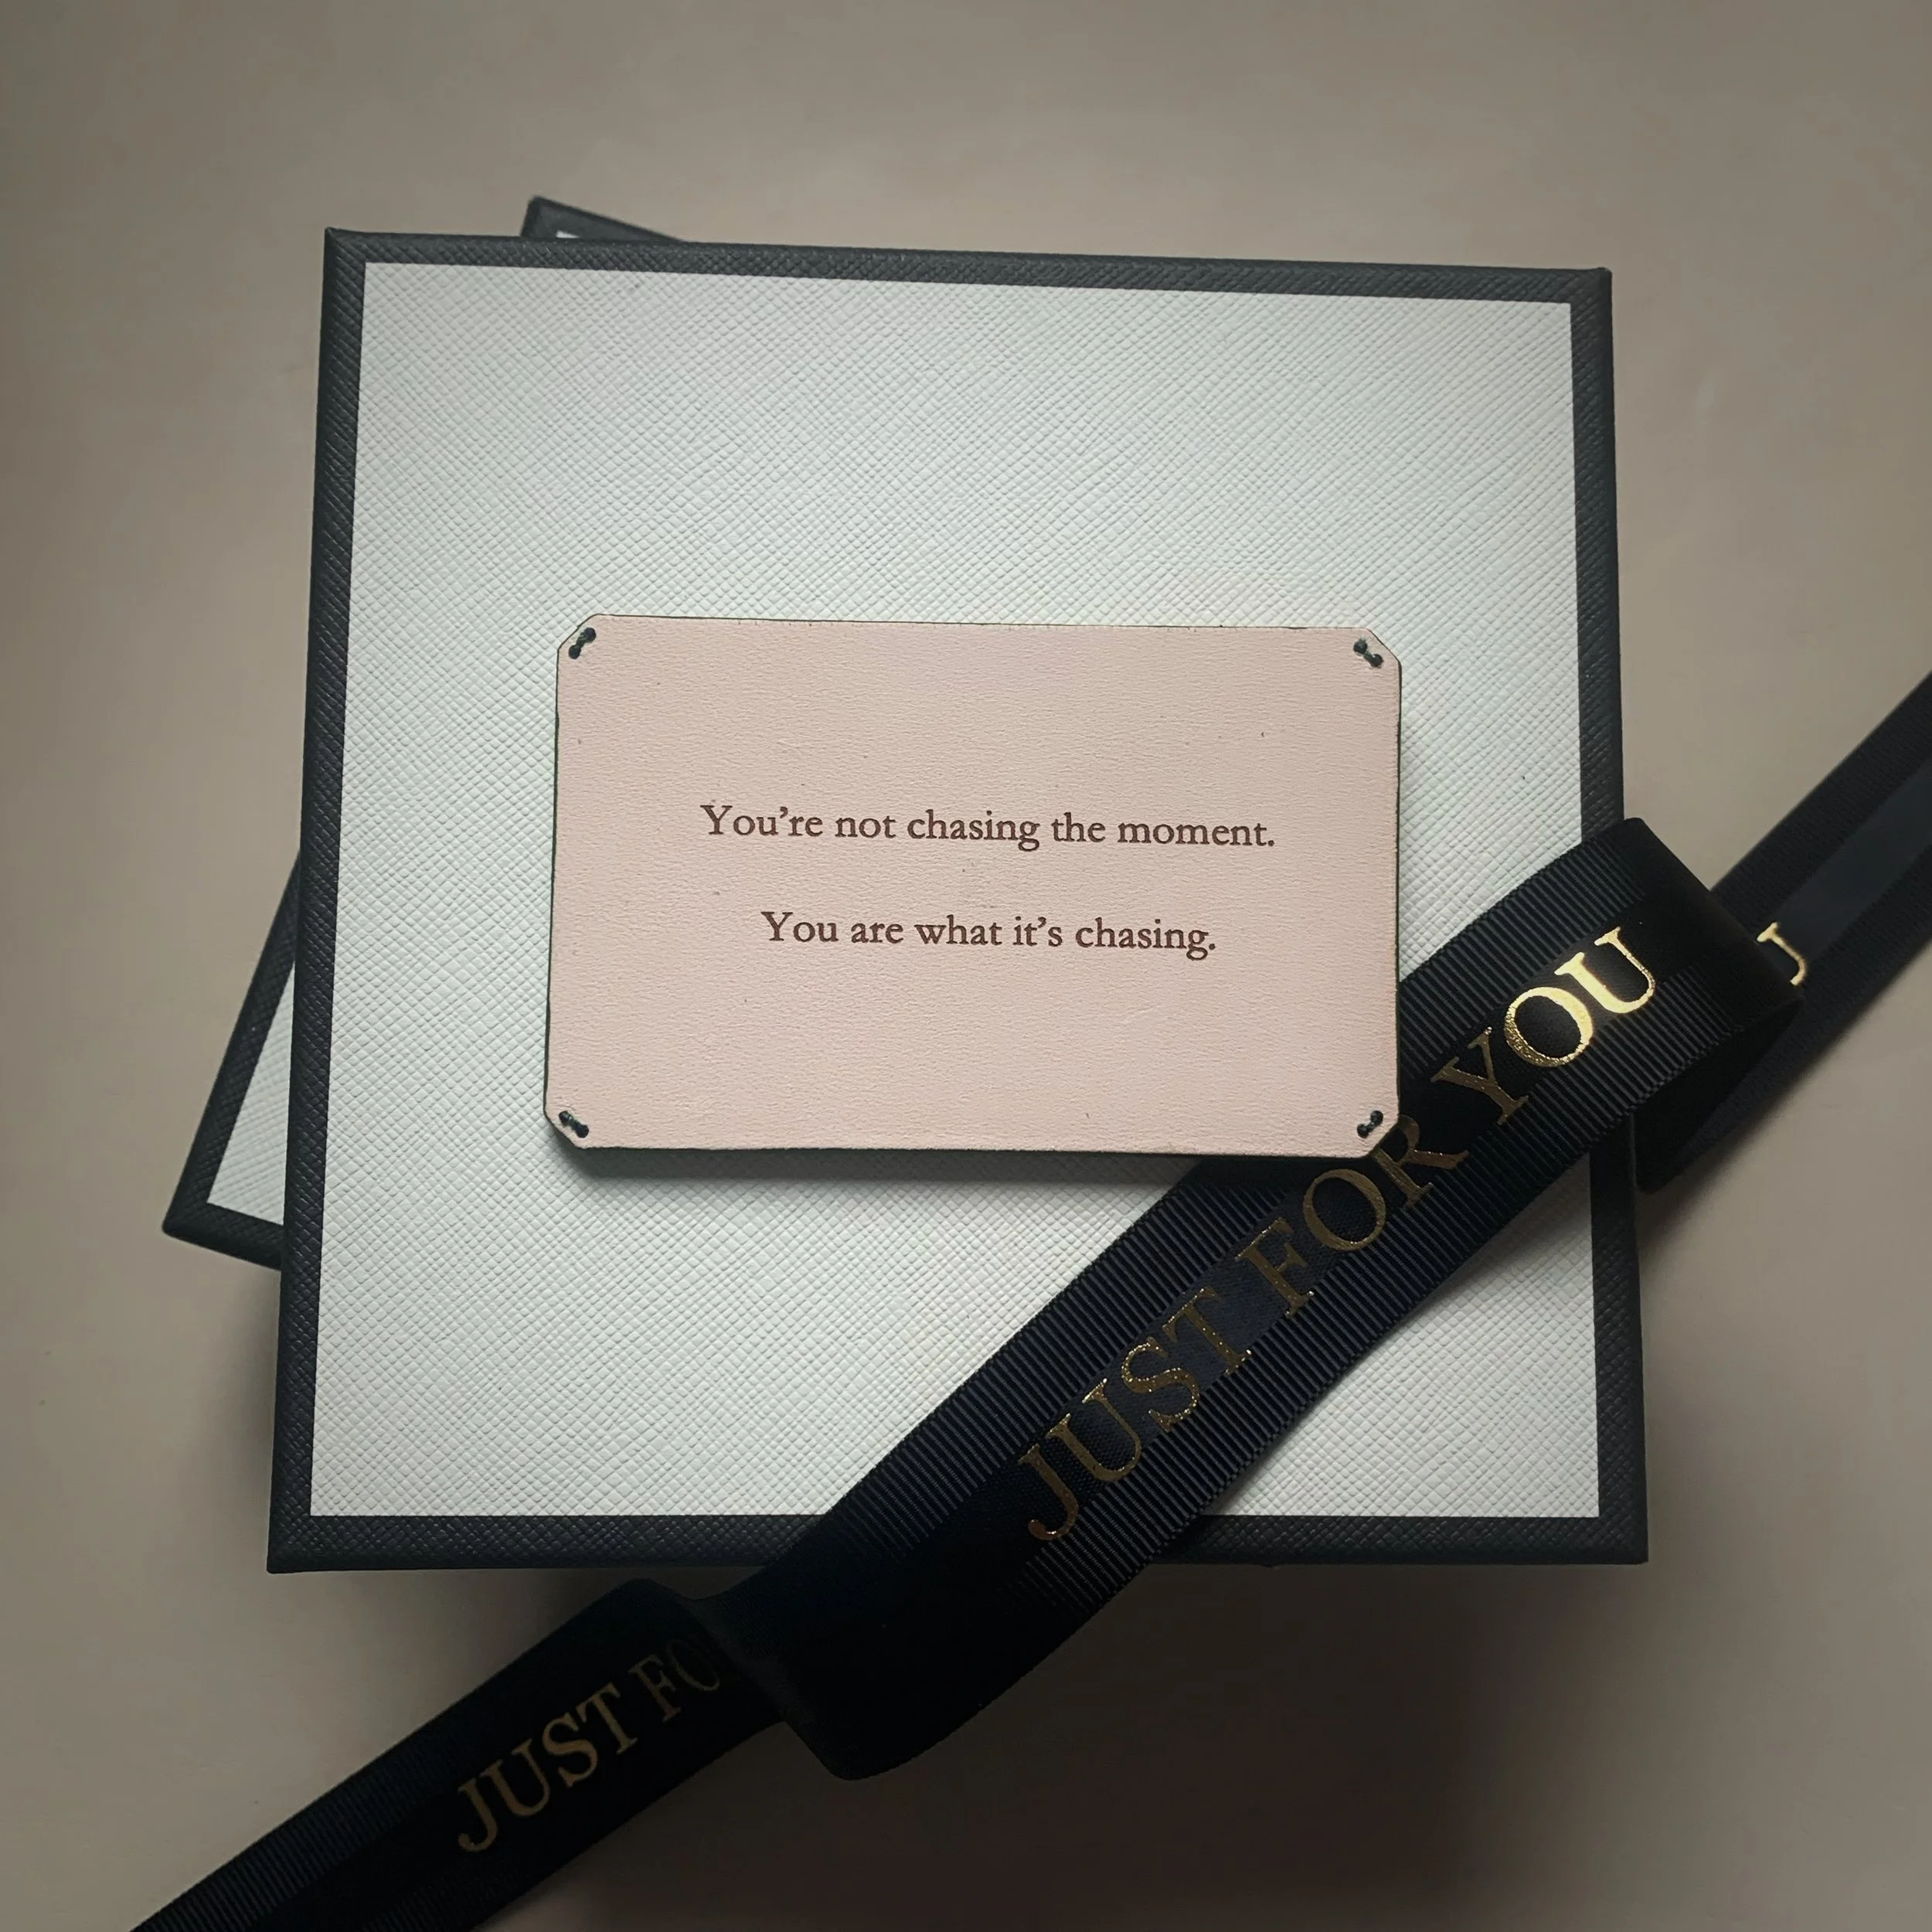 You’re not chasing the moment.
You are what it’s chasing.
JUST FOR YOU
U
JUST FO